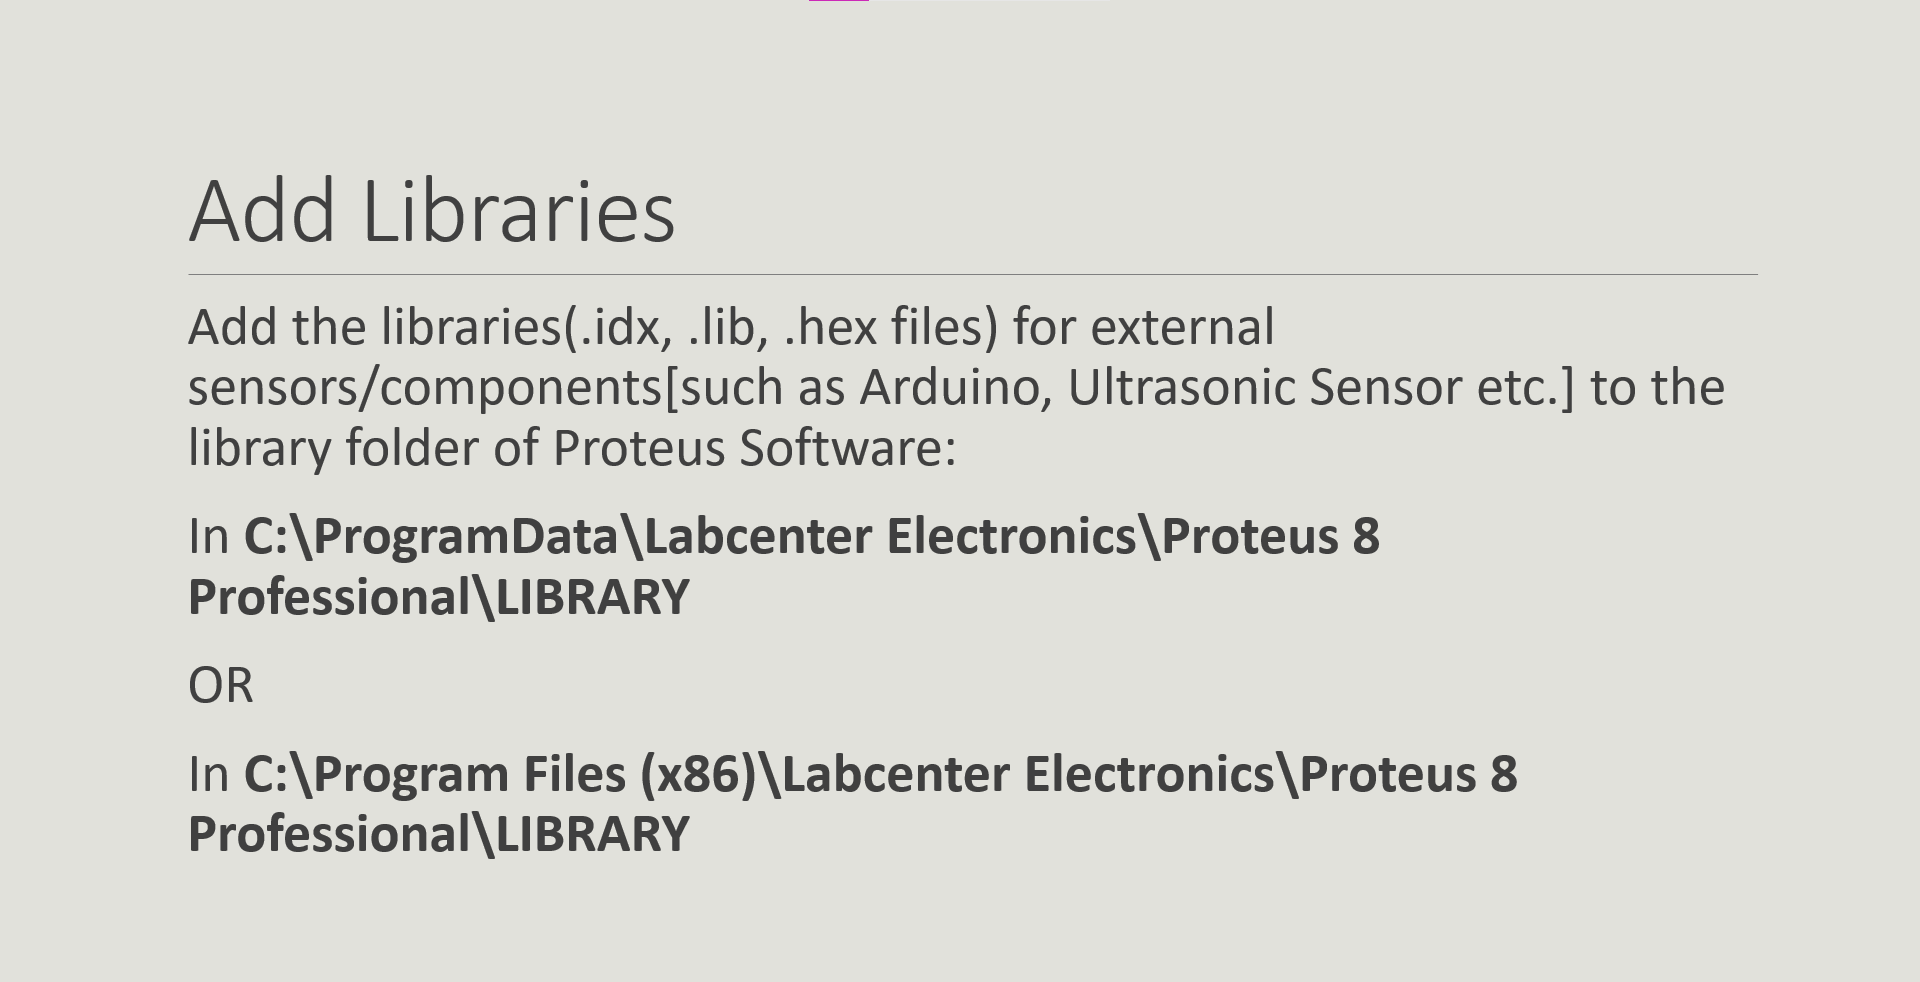 Add Libraries
Add the libraries(.idx, .lib, .hex files) for external
sensors/components[such as Arduino, Ultrasonic Sensor etc.] to the
library folder of Proteus Software:
In C:\ProgramData\Labcenter Electronics\Proteus 8
Professional\LIBRARY
OR
In C:\Program Files (x86)\Labcenter Electronics\Proteus 8
Professional\LIBRARY